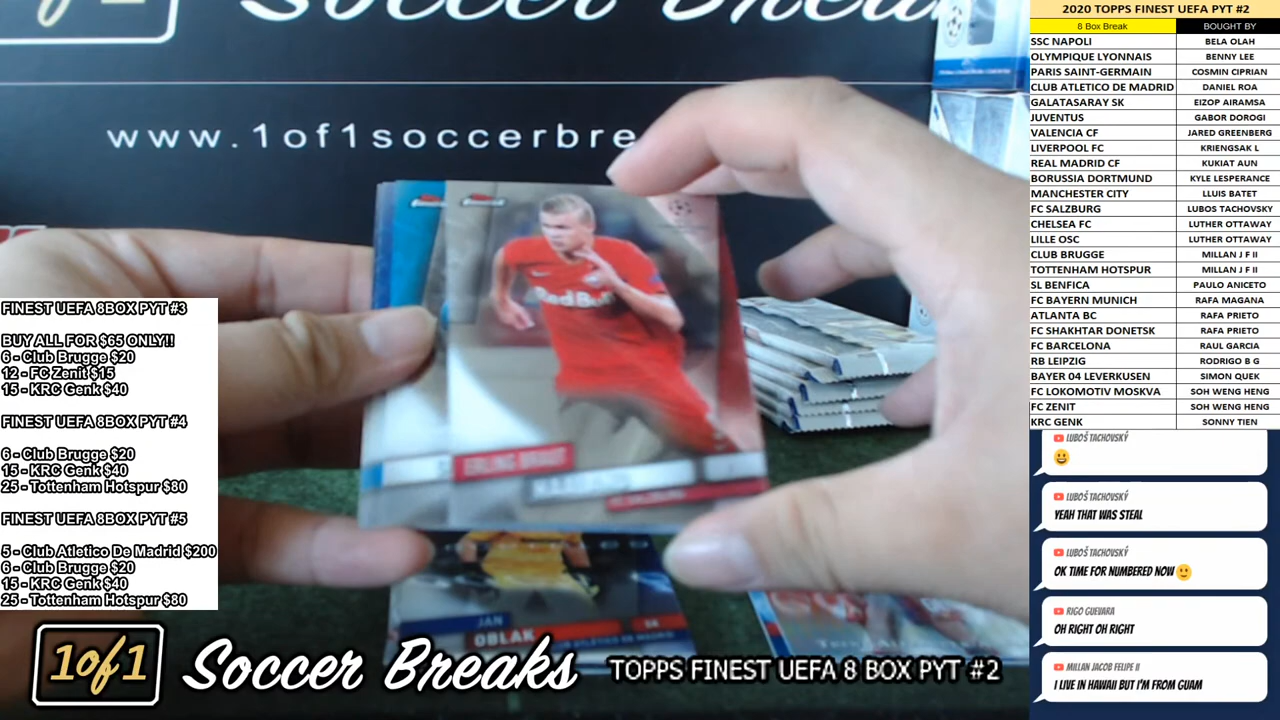 Soccer Breaks
www.1of1soccerbre
Red Bull
ERLING BRAUT
JAN
OBLAK
ATLÉTICO DE MADRID
FINEST UEFA 8BOX PYT #3
BUY ALL FOR $65 ONLY!!
6 - Club Brugge $20
12 - FC Zenit $15
15 - KRC Genk $40
FINEST UEFA 8BOX PYT #4
6 - Club Brugge $20
15 - KRC Genk $40
25 - Tottenham Hotspur $80
FINEST UEFA 8BOX PYT #5
5 - Club Atletico De Madrid $200
6 - Club Brugge $20
15 - KRC Genk $40
25 - Tottenham Hotspur $80
1of1 Soccer Breaks TOPPS FINEST UEFA 8 BOX PYT #2
2020 TOPPS FINEST UEFA PYT #2
8 Box Break BOUGHT BY
SSC NAPOLI BELA OLAH
OLYMPIQUE LYONNAIS BENNY LEE
PARIS SAINT-GERMAIN COSMIN CIPRIAN
CLUB ATLETICO DE MADRID DANIEL ROA
GALATASARAY SK EIZOP AIRAMSA
JUVENTUS GABOR DOROGI
VALENCIA CF JARED GREENBERG
LIVERPOOL FC KRIENGSAK L
REAL MADRID CF KUKIAT AUN
BORUSSIA DORTMUND KYLE LESPERANCE
MANCHESTER CITY LLUIS BATET
FC SALZBURG LUBOS TACHOVSKY
CHELSEA FC LUTHER OTTAWAY
LILLE OSC LUTHER OTTAWAY
CLUB BRUGGE MILLAN J F II
TOTTENHAM HOTSPUR MILLAN J F II
SL BENFICA PAULO ANICETO
FC BAYERN MUNICH RAFA MAGANA
ATLANTA BC RAFA PRIETO
FC SHAKHTAR DONETSK RAFA PRIETO
FC BARCELONA RAUL GARCIA
RB LEIPZIG RODRIGO B G
BAYER 04 LEVERKUSEN SIMON QUEK
FC LOKOMOTIV MOSKVA SOH WENG HENG
FC ZENIT SOH WENG HENG
KRC GENK SONNY TIEN
LUBOŠ TACHOVSKÝ
LUBOŠ TACHOVSKÝ
YEAH THAT WAS STEAL
LUBOŠ TACHOVSKÝ
OK TIME FOR NUMBERED NOW
RIGO GUEVARA
OH RIGHT OH RIGHT
MILLAN JACOB FELIPE II
I LIVE IN HAWAII BUT I'M FROM GUAM